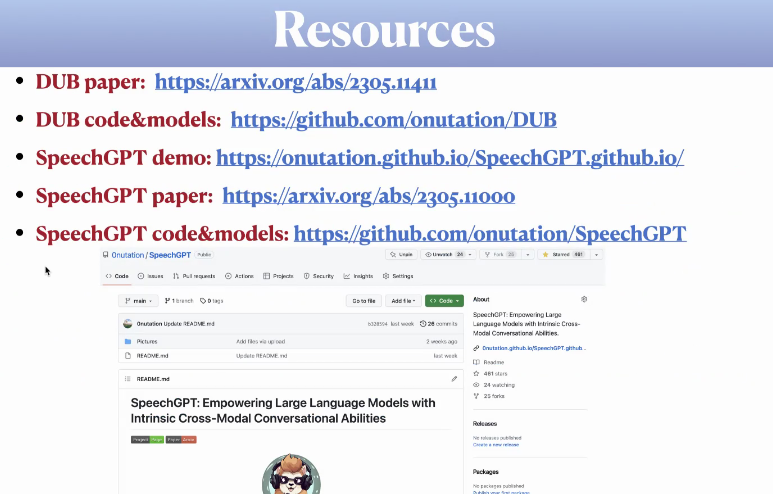 Resources
• DUB paper: https://arxiv.org/abs/2305.11411
• DUB code&models: https://github.com/0nutation/DUB
• SpeechGPT demo: https://0nutation.github.io/SpeechGPT.github.io/
• SpeechGPT paper: https://arxiv.org/abs/2305.11000
• SpeechGPT code&models: https://github.com/0nutation/SpeechGPT
0nutation / SpeechGPT Public
Unpin Unwatch 24 Fork 25 Starred 461
Code Issues Pull requests Actions Projects Security Insights Settings
main 1 branch 0 tags Go to file Add file Code
0nutation Update README.md last week 26 commits
Pictures Add files via upload 2 weeks ago
README.md Update README.md last week
README.md
SpeechGPT: Empowering Large Language Models with
Intrinsic Cross-Modal Conversational Abilities
Project Page Paper Arxiv
About
SpeechGPT: Empowering Large
Language Models with Intrinsic Cross-
Modal Conversational Abilities.
0nutation.github.io/SpeechGPT.github...
Readme
461 stars
24 watching
25 forks
Releases
No releases published
Create a new release
Packages
No packages published
Publish your first package